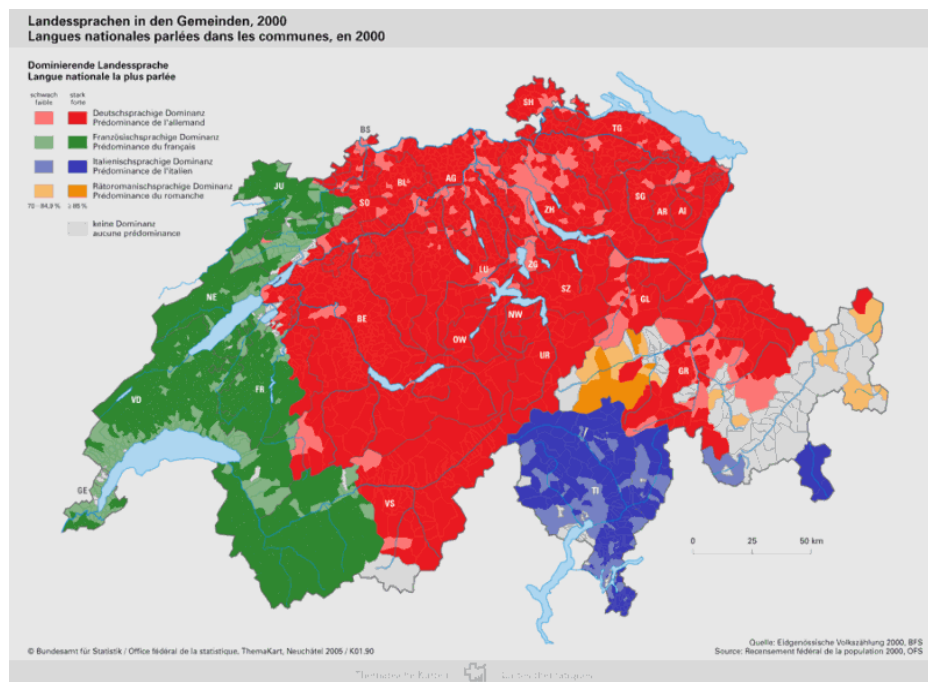 Landessprachen in den Gemeinden, 2000
Langues nationales parlées dans les communes, en 2000
Dominierende Landessprache
Langue nationale la plus parlée
schwach stark
faible forte
Deutschsprachige Dominanz
Prédominance de l'allemand
Französischsprachige Dominanz
Prédominance du français
Italienischsprachige Dominanz
Prédominance de l'italien
Rätoromanischsprachige Dominanz
Prédominance du romanche
70 - 84,9 % ≥ 85 %
keine Dominanz
aucune prédominance
SH
BS
TG
JU
BL
AG
SO
ZH
SG
AR
AI
LU
ZG
SZ
NE
GL
BE
NW
OW
UR
GR
FR
VD
GE
VS
TI
0 25 50 km
© Bundesamt für Statistik / Office fédéral de la statistique, ThemaKart, Neuchâtel 2005 / K01.90
Quelle: Eidgenössische Volkszählung 2000, BFS
Source: Recensement fédéral de la population 2000, OFS